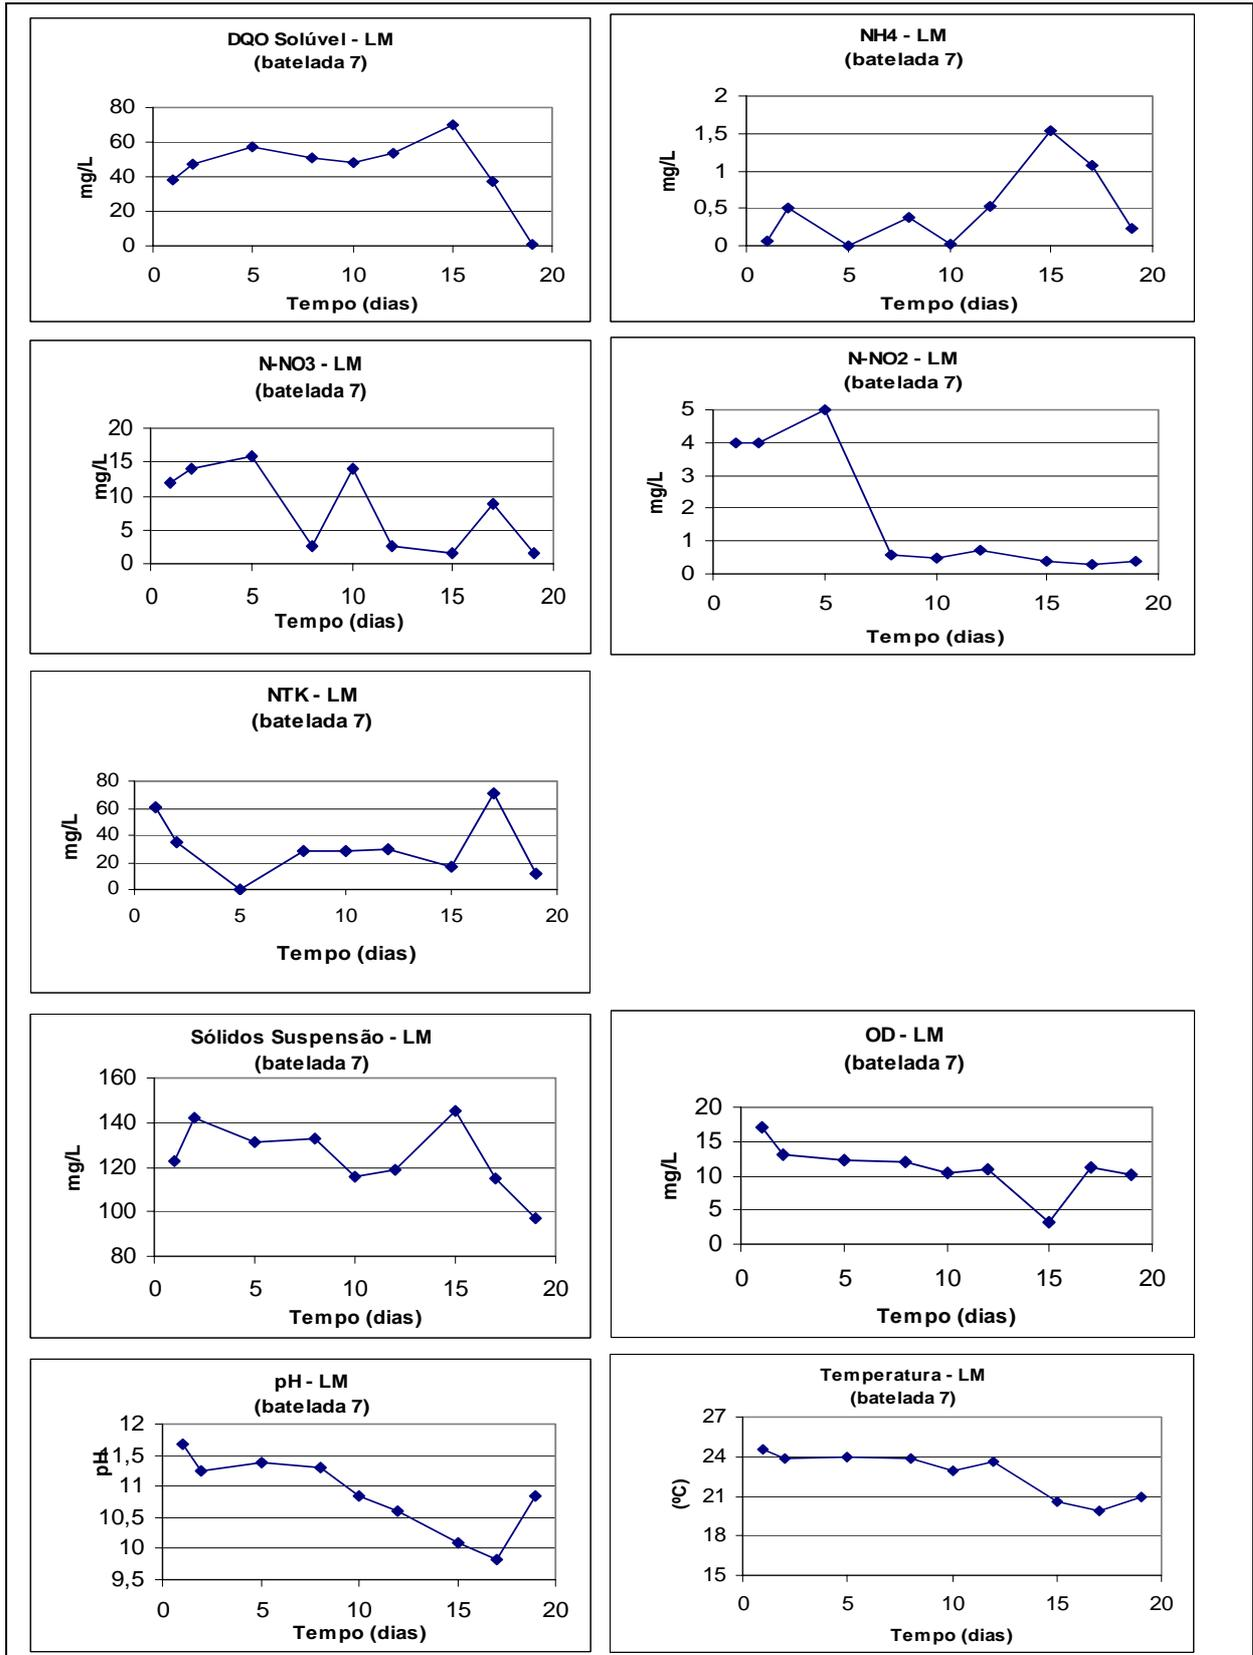 DQO Solúvel - LM
(batelada 7)
80
60
40
20
0
mg/L
0 5 10 15 20
Tempo (dias)
NH4 - LM
(batelada 7)
2
1,5
1
0,5
0
mg/L
0 5 10 15 20
Tempo (dias)
N-NO3 - LM
(batelada 7)
20
15
10
5
0
mg/L
0 5 10 15 20
Tempo (dias)
N-NO2 - LM
(batelada 7)
5
4
3
2
1
0
mg/L
0 5 10 15 20
Tempo (dias)
NTK - LM
(batelada 7)
80
60
40
20
0
mg/L
0 5 10 15 20
Tempo (dias)
Sólidos Suspensão - LM
(batelada 7)
160
140
120
100
80
mg/L
0 5 10 15 20
Tempo (dias)
OD - LM
(batelada 7)
20
15
10
5
0
mg/L
0 5 10 15 20
Tempo (dias)
pH - LM
(batelada 7)
12
11,5
11
10,5
10
9,5
pH
0 5 10 15 20
Tempo (dias)
Temperatura - LM
(batelada 7)
27
24
21
18
15
(ºC)
0 5 10 15 20
Tempo (dias)